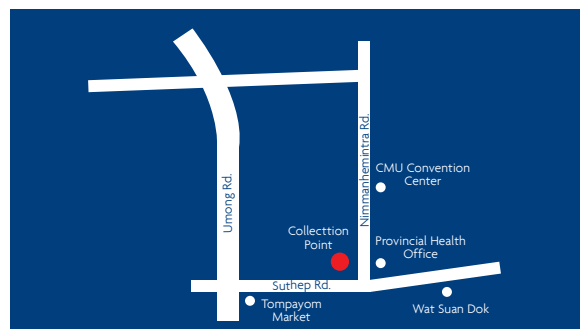 Umong Rd.
Nimmanhemintra Rd.
CMU Convention
Center
Collecttion
Point
Provincial Health
Office
Suthep Rd.
Tompayom
Market
Wat Suan Dok